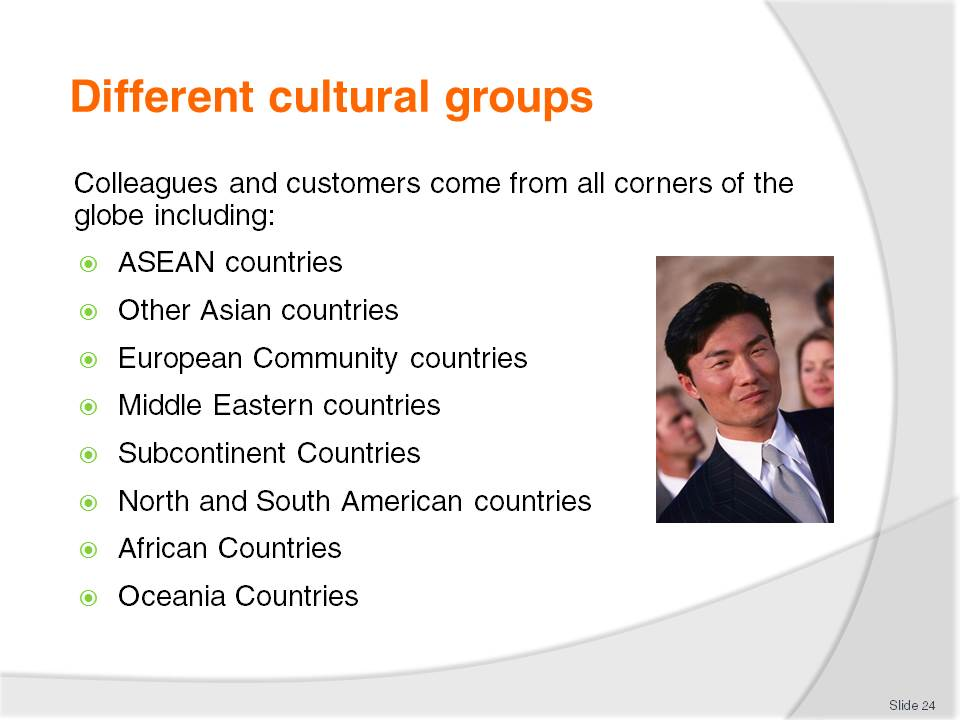 Different cultural groups
Colleagues and customers come from all corners of the
globe including:
ASEAN countries
Other Asian countries
European Community countries
Middle Eastern countries
Subcontinent Countries
North and South American countries
African Countries
Oceania Countries
Slide 24